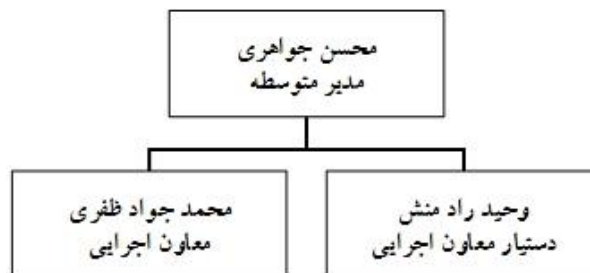 محسن جواهری
مدیر متوسطه
وحید راد منش
دستیار معاون اجرایی
محمد جواد ظفری
معاون اجرایی